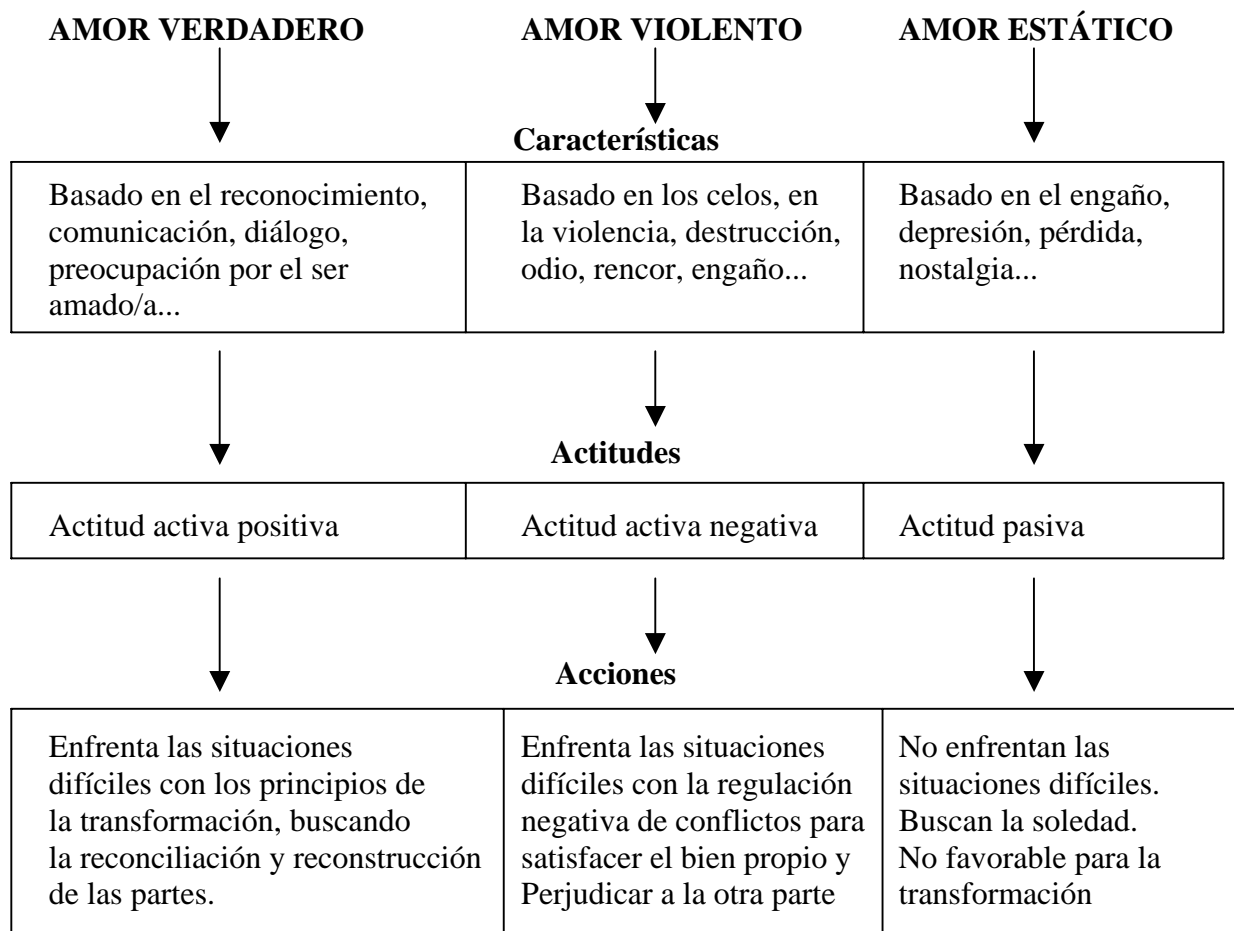 AMOR VERDADERO AMOR VIOLENTO AMOR ESTÁTICO
Características
Basado en el reconocimiento,
comunicación, diálogo,
preocupación por el ser
amado/a...
Basado en los celos, en
la violencia, destrucción,
odio, rencor, engaño...
Basado en el engaño,
depresión, pérdida,
nostalgia...
Actitudes
Actitud activa positiva
Actitud activa negativa
Actitud pasiva
Acciones
Enfrenta las situaciones
difíciles con los principios de
la transformación, buscando
la reconciliación y reconstrucción
de las partes.
Enfrenta las situaciones
difíciles con la regulación
negativa de conflictos para
satisfacer el bien propio y
Perjudicar a la otra parte
No enfrentan las
situaciones difíciles.
Buscan la soledad.
No favorable para la
transformación